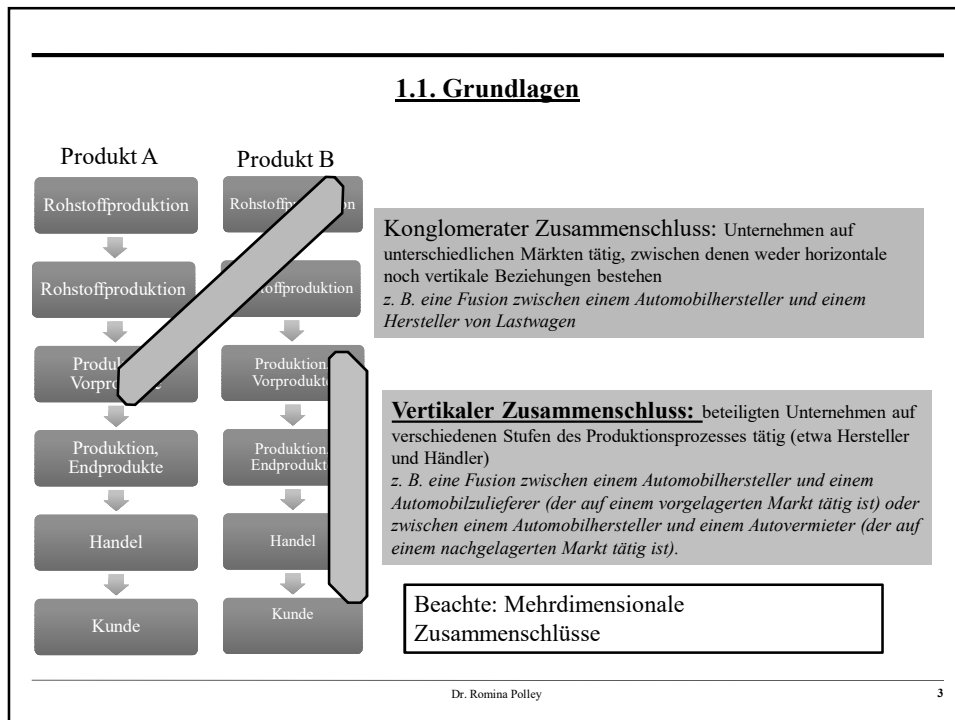 1.1. Grundlagen
Produkt A
Rohstoffproduktion
Rohstoffproduktion
Produktion,
Endprodukte
Handel
Kunde
Produkt B
Produktion,
Vorprodukte
Produktion,
Endprodukte
Handel
Kunde
Konglomerater Zusammenschluss: Unternehmen auf
unterschiedlichen Märkten tätig, zwischen denen weder horizontale
noch vertikale Beziehungen bestehen
z. B. eine Fusion zwischen einem Automobilhersteller und einem
Hersteller von Lastwagen
Vertikaler Zusammenschluss: beteiligten Unternehmen auf
verschiedenen Stufen des Produktionsprozesses tätig (etwa Hersteller
und Händler)
z. B. eine Fusion zwischen einem Automobilhersteller und einem
Automobilzulieferer (der auf einem vorgelagerten Markt tätig ist) oder
zwischen einem Automobilhersteller und einem Autovermieter (der auf
einem nachgelagerten Markt tätig ist).
Beachte: Mehrdimensionale
Zusammenschlüsse
Dr. Romina Polley
3